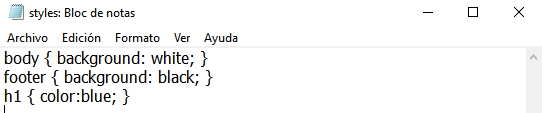 styles: Bloc de notas
Archivo Edición Formato Ver Ayuda
body { background: white; }
footer { background: black; }
h1 { color:blue; }